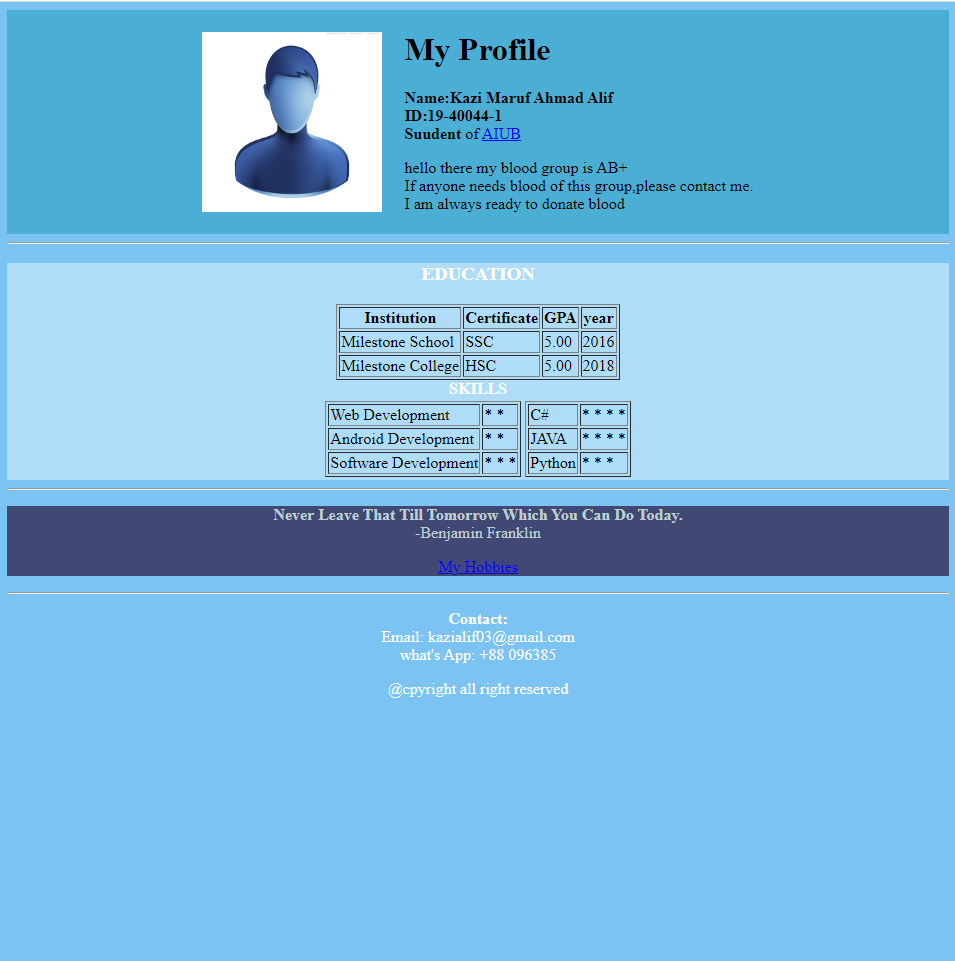 My Profile
Name:Kazi Maruf Ahmad Alif
ID:19-40044-1
Suudent of AIUB
hello there my blood group is AB+
If anyone needs blood of this group,please contact me.
I am always ready to donate blood
EDUCATION
Institution Certificate GPA year
Milestone School SSC 5.00 2016
Milestone College HSC 5.00 2018
SKILLS
Web Development * * C# * * * *
Android Development * * JAVA * * * *
Software Development * * * Python * * *
Never Leave That Till Tomorrow Which You Can Do Today.
-Benjamin Franklin
My Hobbies
Contact:
Email: kazialif03@gmail.com
what's App: +88 096385
@cpyright all right reserved